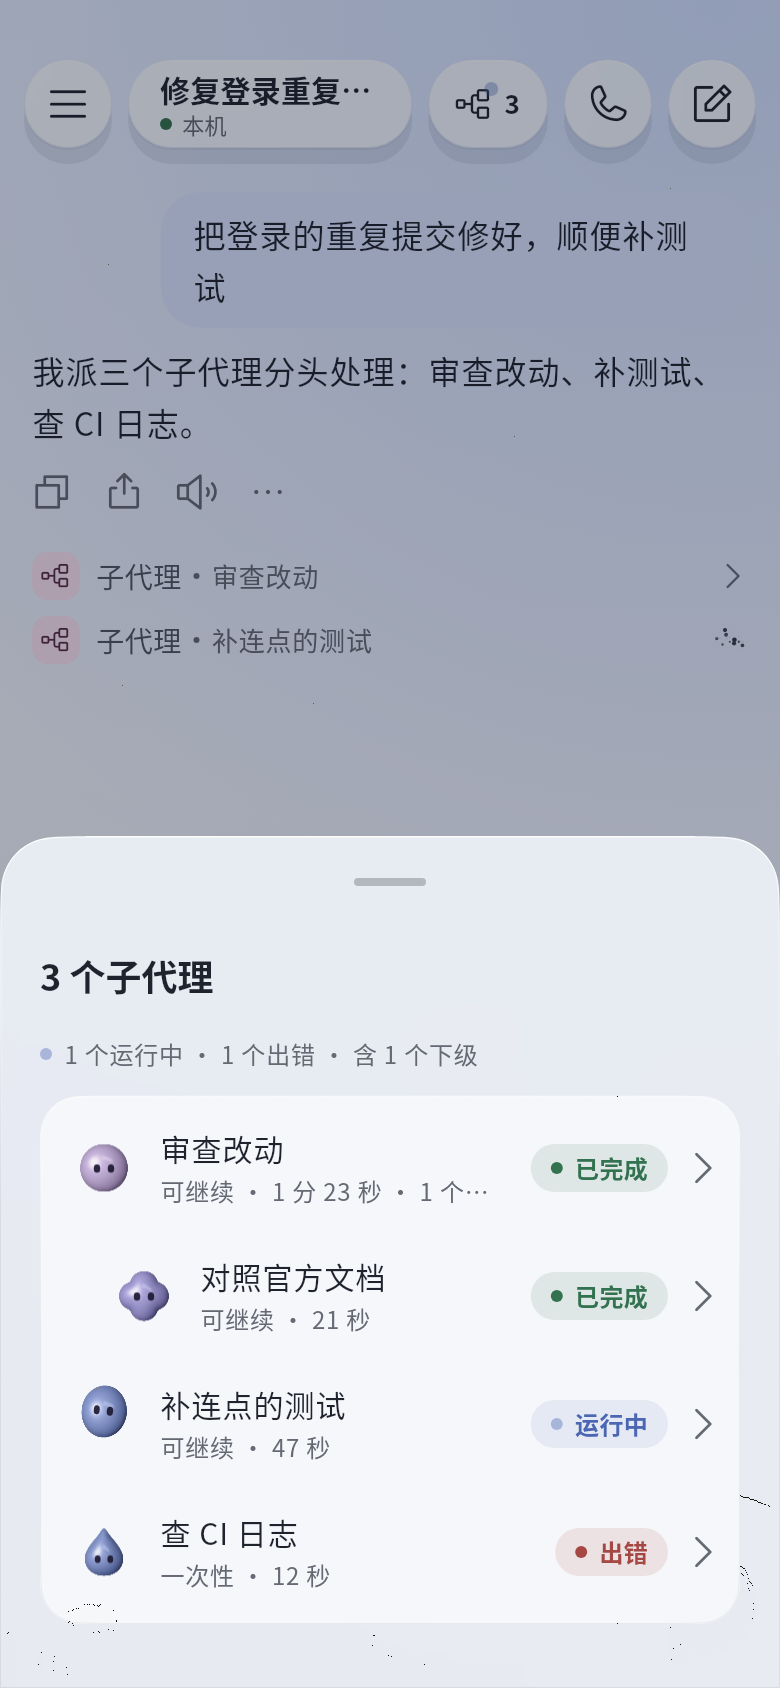 修复登录重复…
本机
3
把登录的重复提交修好，顺便补测
试
我派三个子代理分头处理：审查改动、补测试、
查 CI 日志。
子代理・审查改动
子代理・补连点的测试
3 个子代理
1 个运行中 · 1 个出错 · 含 1 个下级
审查改动
可继续 · 1 分 23 秒 · 1 个…
已完成
对照官方文档
可继续 · 21 秒
已完成
补连点的测试
可继续 · 47 秒
运行中
查 CI 日志
一次性 · 12 秒
出错